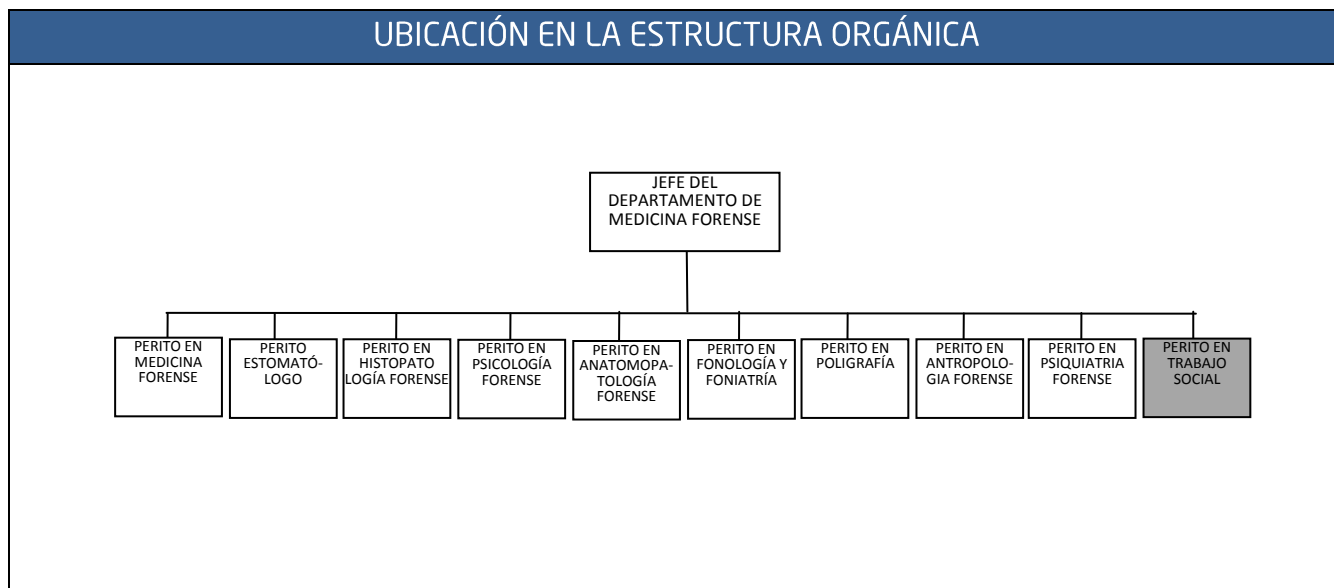 UBICACIÓN EN LA ESTRUCTURA ORGÁNICA
JEFE DEL
DEPARTAMENTO DE
MEDICINA FORENSE
PERITO EN
MEDICINA
FORENSE
PERITO
ESTOMATÓ-
LOGO
PERITO EN
HISTOPATO
LOGÍA FORENSE
PERITO EN
PSICOLOGÍA
FORENSE
PERITO EN
ANATOMOPA-
TOLOGÍA
FORENSE
PERITO EN
FONOLOGÍA Y
FONIATRÍA
PERITO EN
POLIGRAFÍA
PERITO EN
ANTROPOLO-
GIA FORENSE
PERITO EN
PSIQUIATRIA
FORENSE
PERITO EN
TRABAJO
SOCIAL